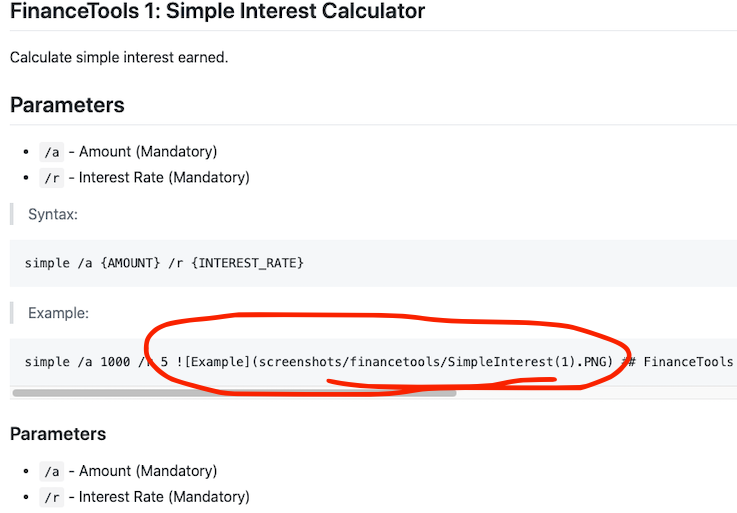 FinanceTools 1: Simple Interest Calculator
Calculate simple interest earned.
Parameters
/a - Amount (Mandatory)
/r - Interest Rate (Mandatory)
Syntax:
simple /a {AMOUNT} /r {INTEREST_RATE}
Example:
simple /a 1000 /r 5 ![Example](screenshots/financetools/SimpleInterest(1).PNG) ## FinanceTools
Parameters
/a - Amount (Mandatory)
/r - Interest Rate (Mandatory)